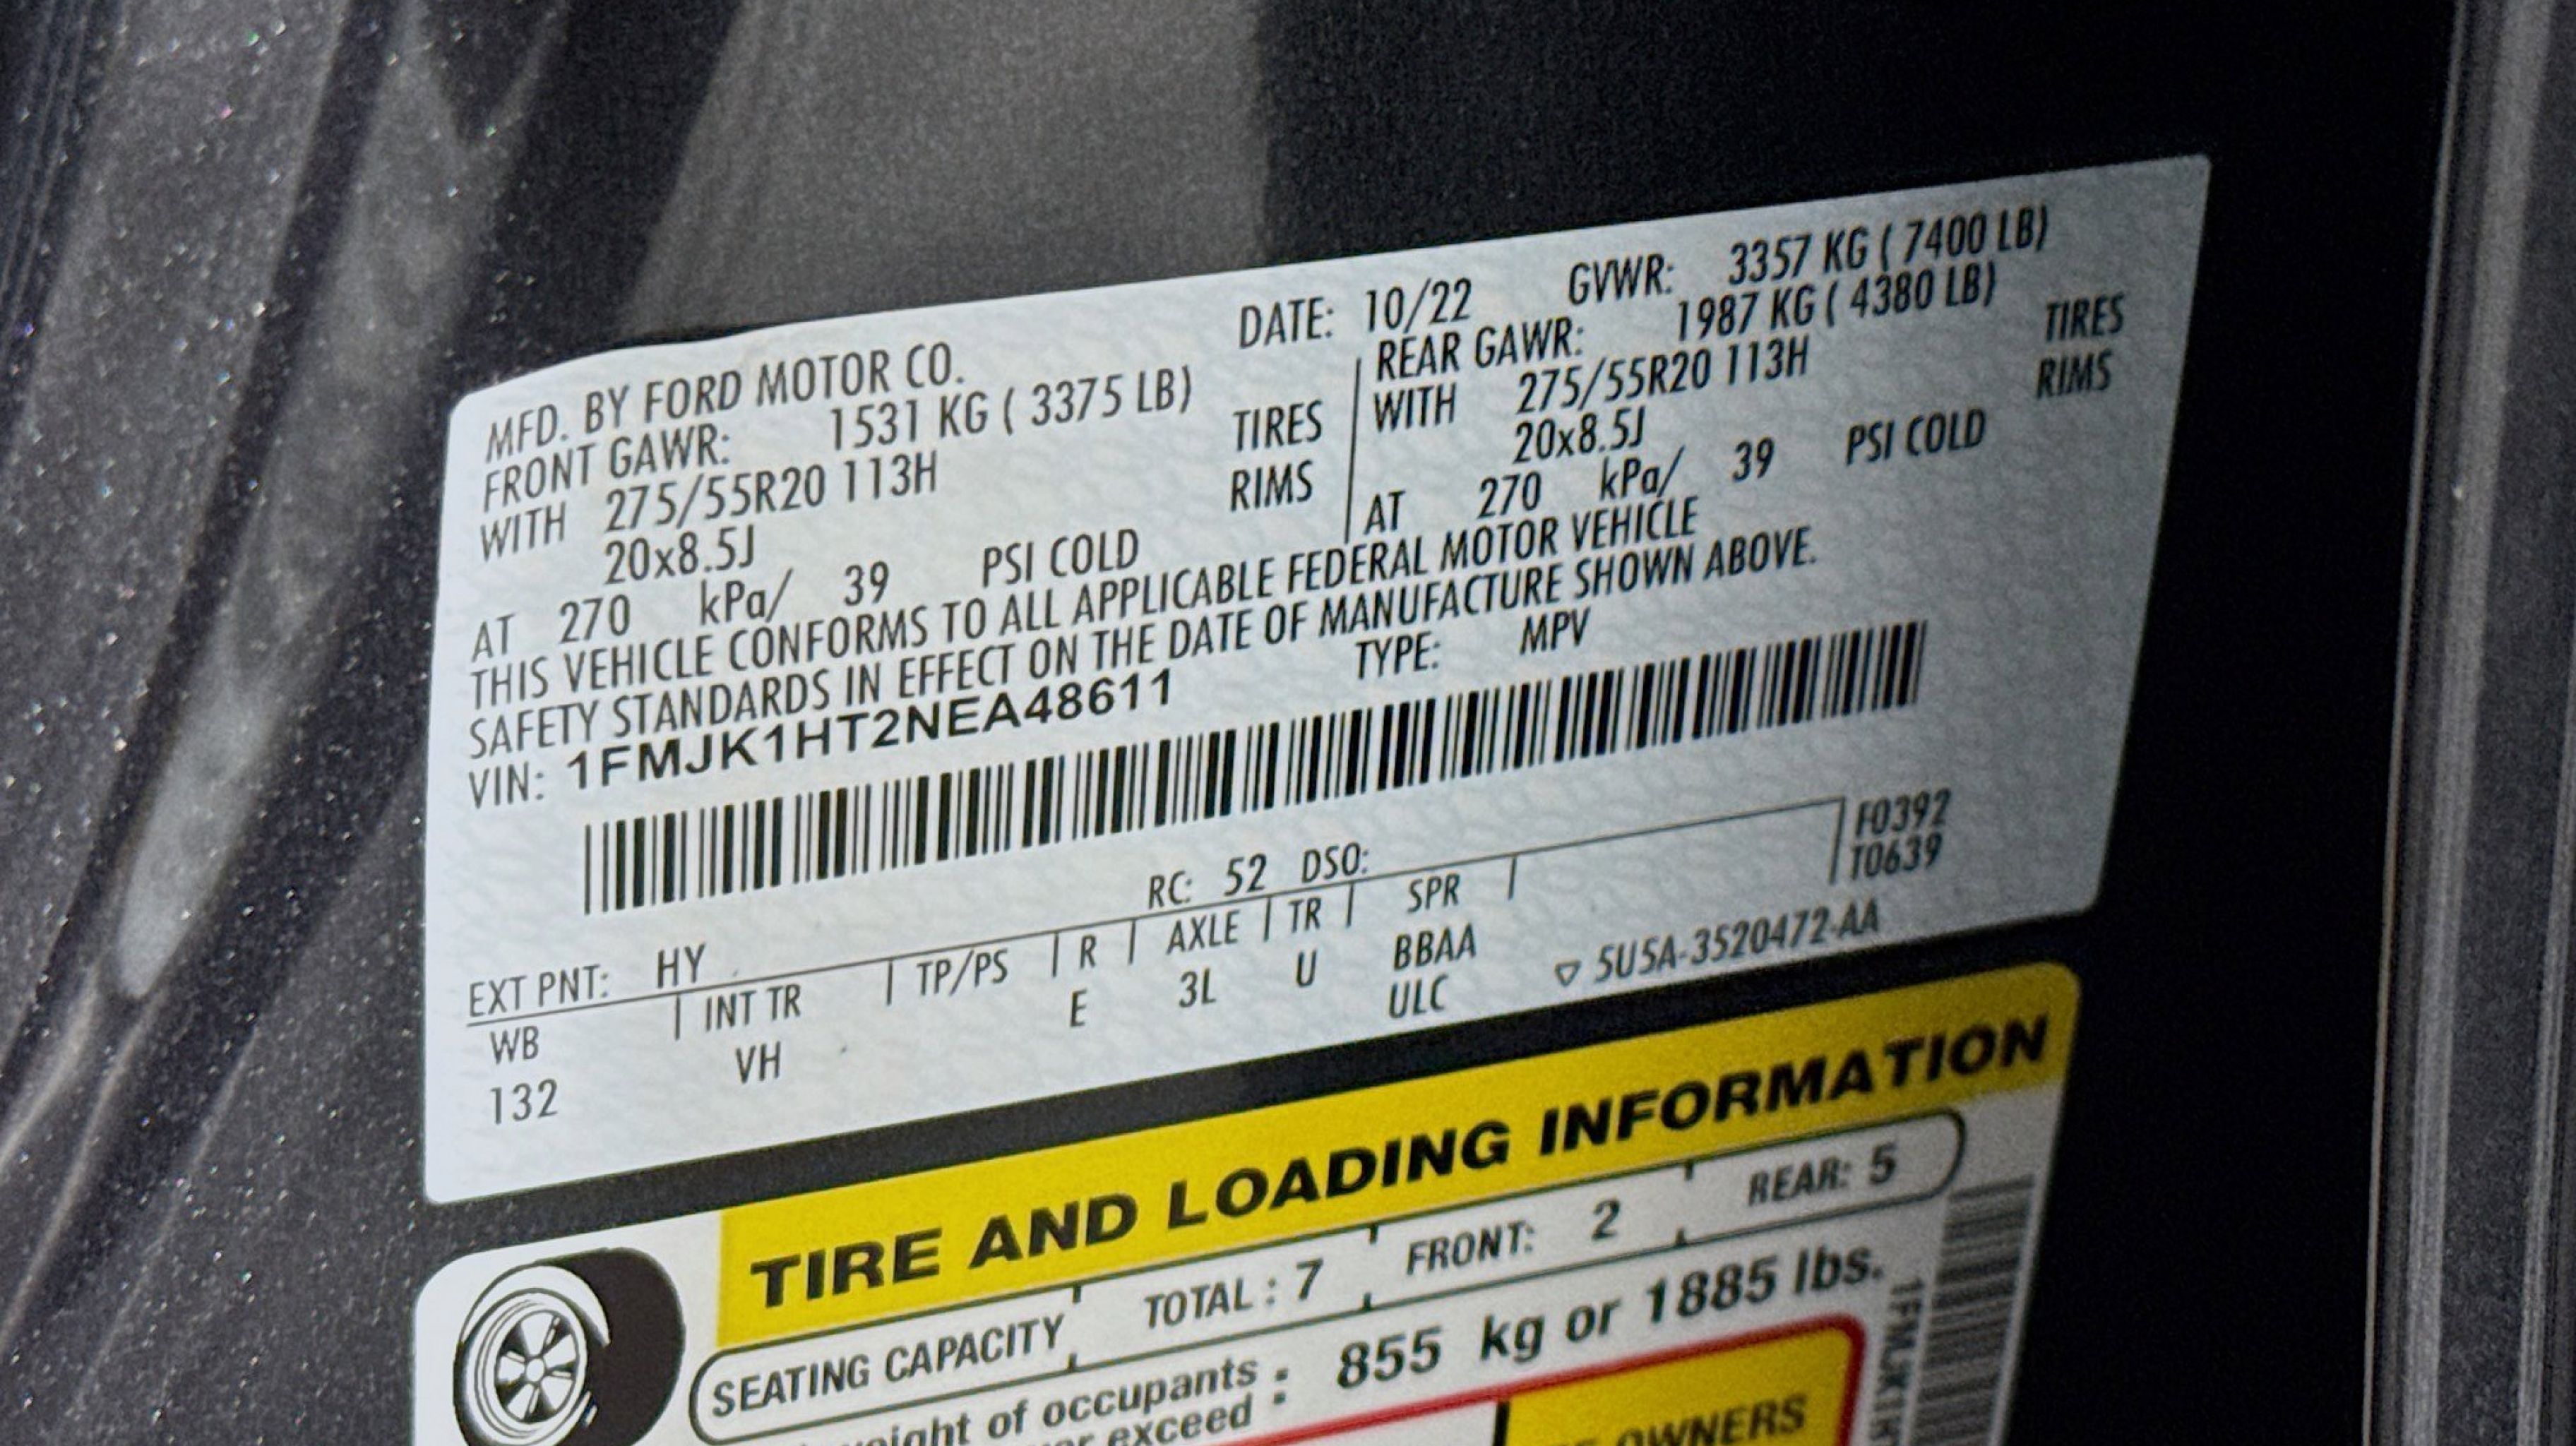 MFD. BY FORD MOTOR CO. DATE: 10/22 GVWR: 3357 KG ( 7400 LB)
FRONT GAWR: 1531 KG ( 3375 LB) REAR GAWR: 1987 KG ( 4380 LB)
WITH 275/55R20 113H TIRES WITH 275/55R20 113H TIRES
20x8.5J RIMS 20x8.5J RIMS
AT 270 kPa/ 39 PSI COLD AT 270 kPa/ 39 PSI COLD
THIS VEHICLE CONFORMS TO ALL APPLICABLE FEDERAL MOTOR VEHICLE
SAFETY STANDARDS IN EFFECT ON THE DATE OF MANUFACTURE SHOWN ABOVE.
VIN: 1FMJK1HT2NEA48611 TYPE: MPV
F0392
T0639
EXT PNT: HY RC: 52 DSO:
WB | INT TR | TP/PS | R | AXLE | TR | SPR |
132 VH E 3L U BBAA
ULC
▽ 5U5A-3520472-AA
TIRE AND LOADING INFORMATION
SEATING CAPACITY TOTAL : 7 FRONT: 2 REAR: 5
of occupants : 855 kg or 1885 lbs.
exceed
OWNERS